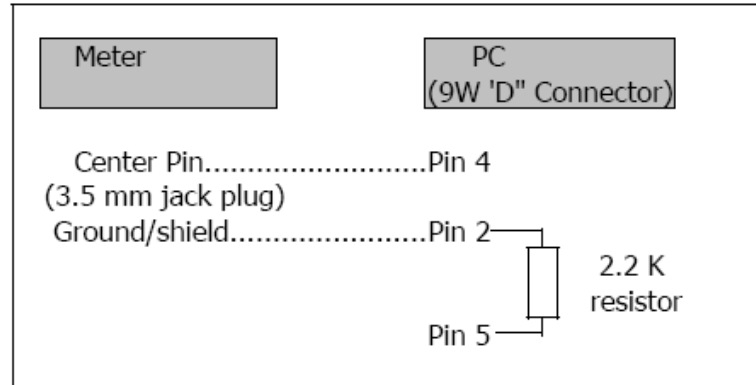 Meter
PC
(9W 'D" Connector)
Center Pin..........................Pin 4
(3.5 mm jack plug)
Ground/shield.......................Pin 2
2.2 K
resistor
Pin 5